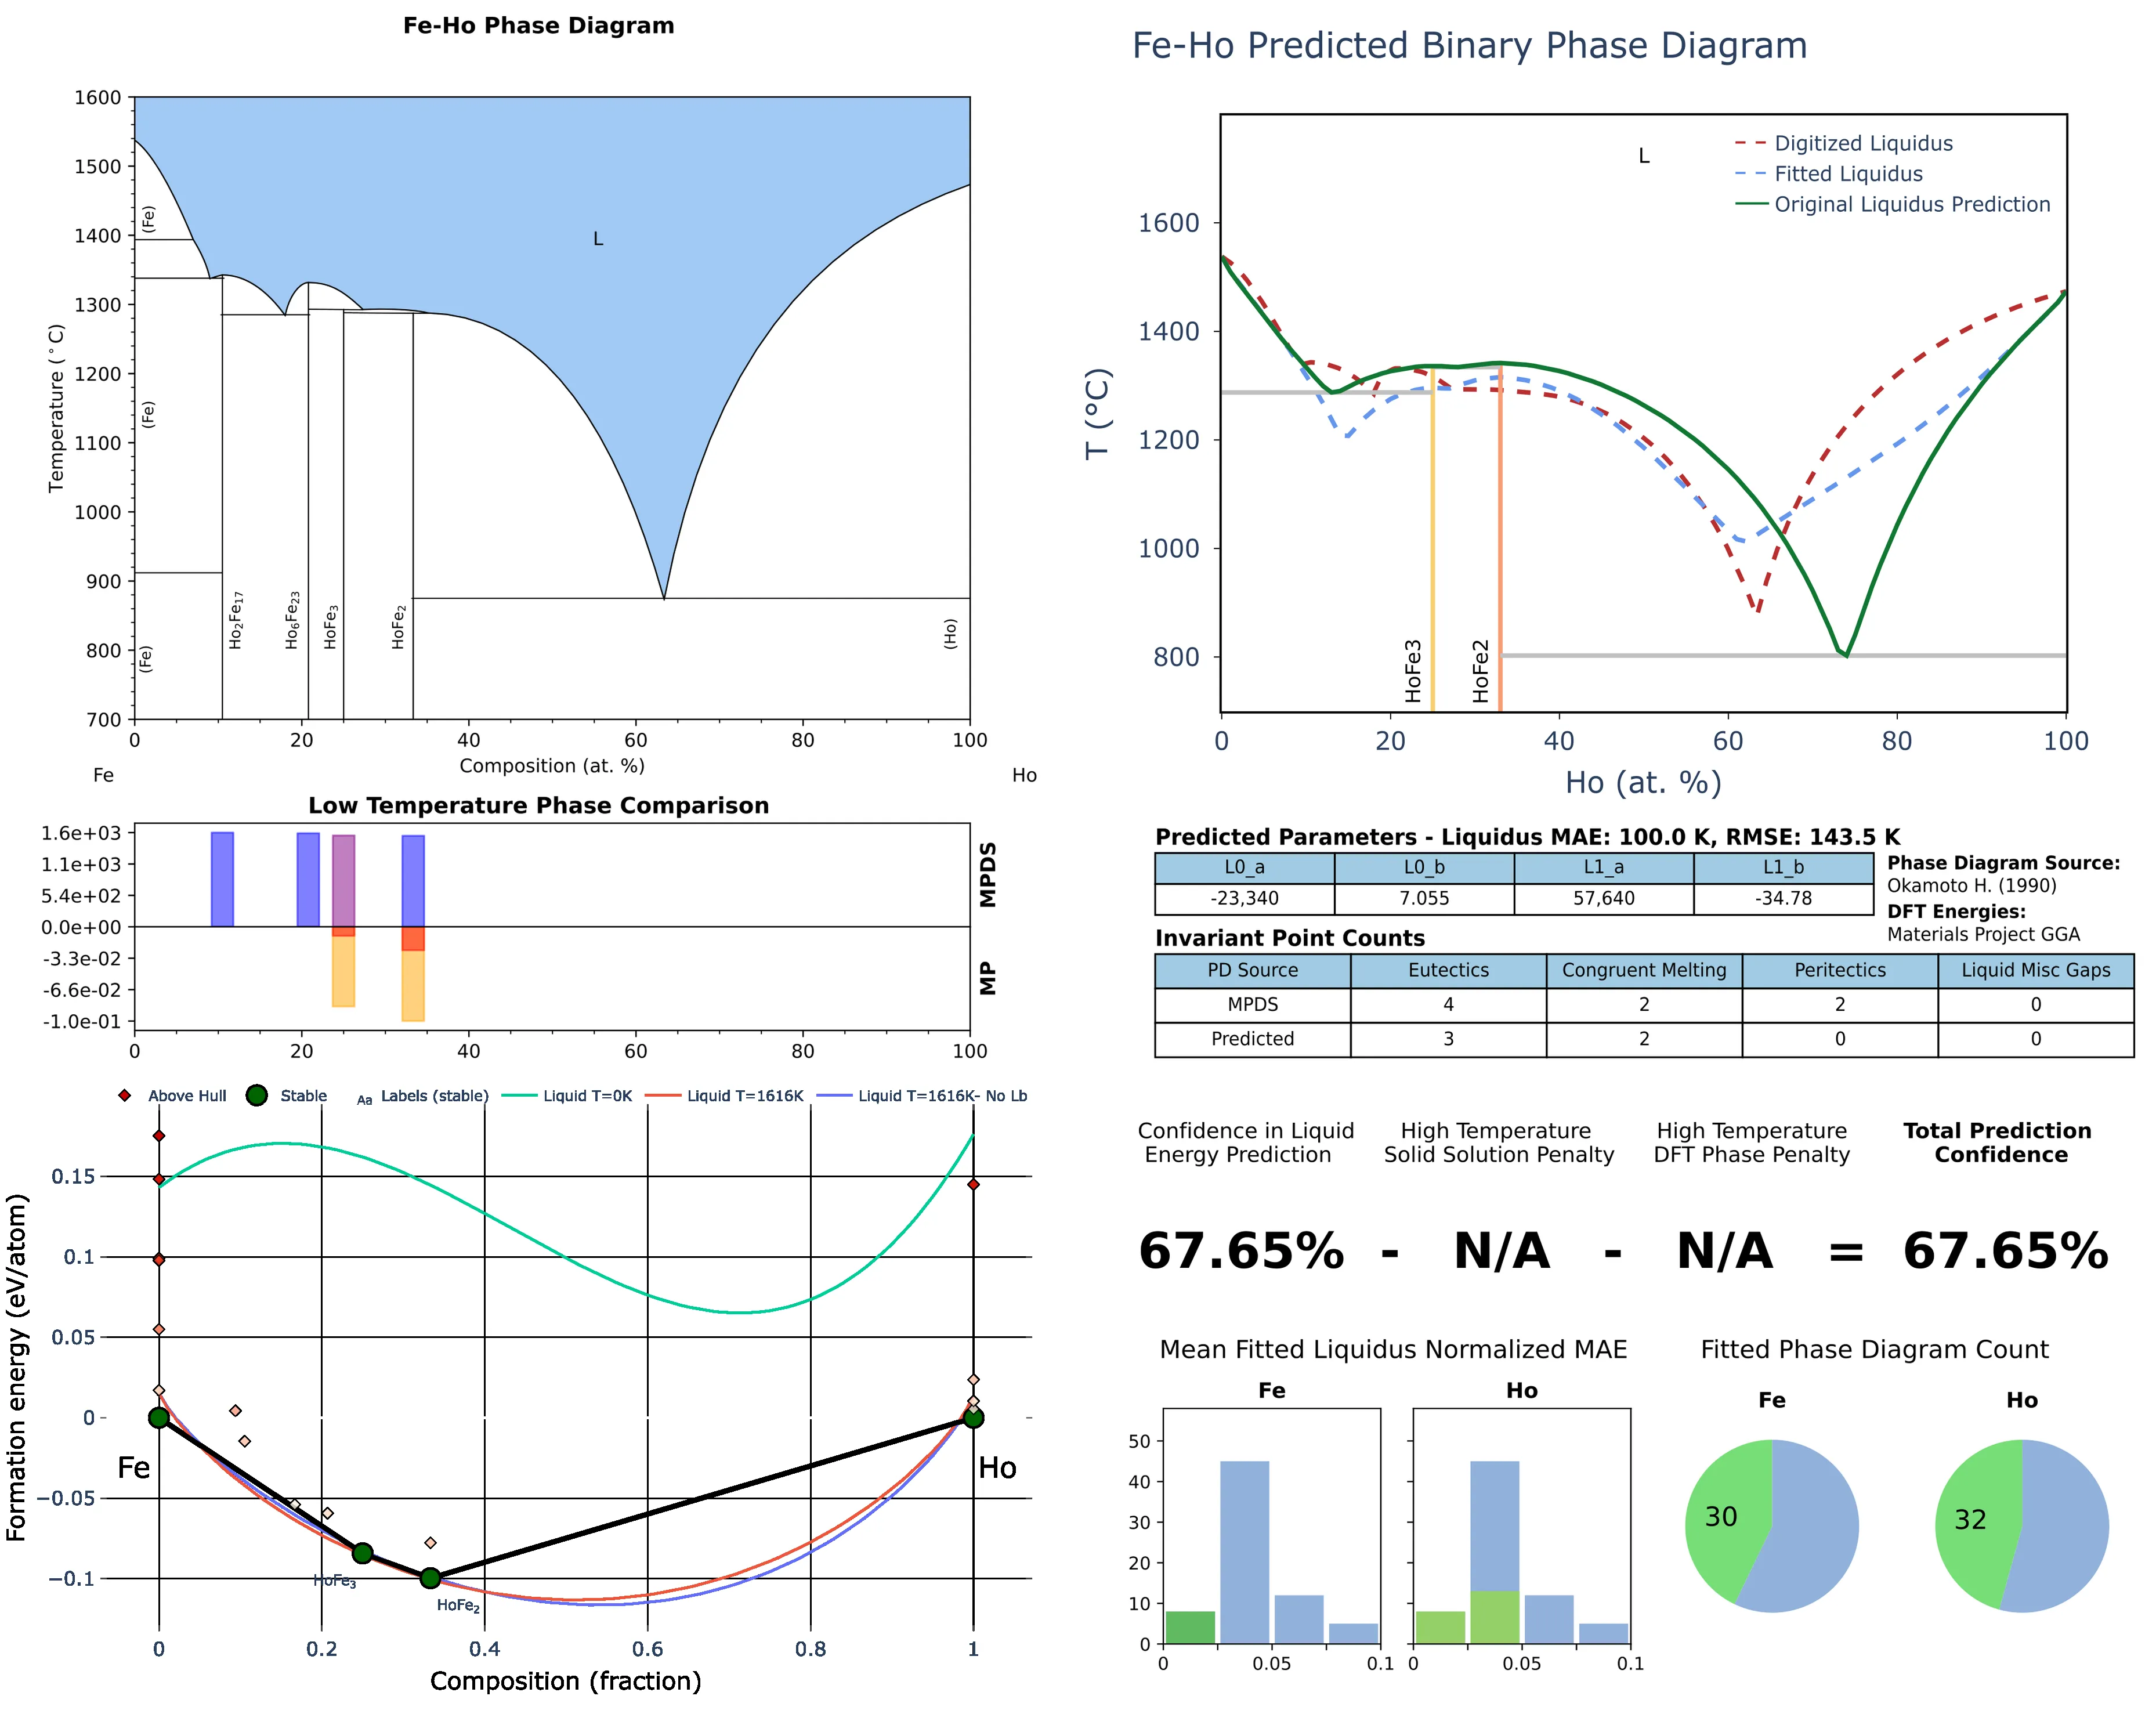 Fe-Ho Phase Diagram
1600
1500
1400
1300
1200
1100
1000
900
800
700
Temperature (°C)
(Fe)
(Fe)
(Fe)
L
Ho2Fe17
Ho6Fe23
HoFe3
HoFe2
(Ho)
0 20 40 60 80 100
Composition (at. %)
Fe Ho
Low Temperature Phase Comparison
1.6e+03
1.1e+03
5.4e+02
0.0e+00
-3.3e-02
-6.6e-02
-1.0e-01
MPDS
MP
0 20 40 60 80 100
Above Hull Stable Aa Labels (stable) Liquid T=0K Liquid T=1616K Liquid T=1616K- No Lb
Formation energy (eV/atom)
0.15
0.1
0.05
0
−0.05
−0.1
Fe
Ho
HoFe3
HoFe2
0 0.2 0.4 0.6 0.8 1
Composition (fraction)
Fe-Ho Predicted Binary Phase Diagram
L
Digitized Liquidus
Fitted Liquidus
Original Liquidus Prediction
T (°C)
1600
1400
1200
1000
800
HoFe3
HoFe2
0 20 40 60 80 100
Ho (at. %)
Predicted Parameters - Liquidus MAE: 100.0 K, RMSE: 143.5 K
L0_a L0_b L1_a L1_b
-23,340 7.055 57,640 -34.78
Phase Diagram Source:
Okamoto H. (1990)
DFT Energies:
Materials Project GGA
Invariant Point Counts
PD Source Eutectics Congruent Melting Peritectics Liquid Misc Gaps
MPDS 4 2 2 0
Predicted 3 2 0 0
Confidence in Liquid
Energy Prediction
High Temperature
Solid Solution Penalty
High Temperature
DFT Phase Penalty
Total Prediction
Confidence
67.65% - N/A - N/A = 67.65%
Mean Fitted Liquidus Normalized MAE
Fe
Ho
50
40
30
20
10
0
0 0.05 0.1
0 0.05 0.1
Fitted Phase Diagram Count
Fe
Ho
30
32